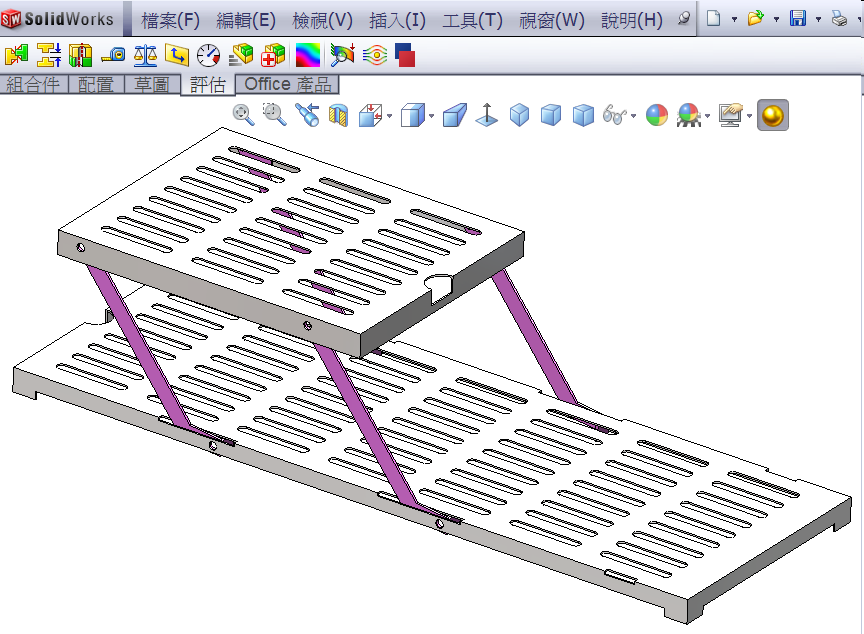 SW SolidWorks 檔案(F) 編輯(E) 檢視(V) 插入(I) 工具(T) 視窗(W) 說明(H)
組合件 配置 草圖 評估 Office 產品